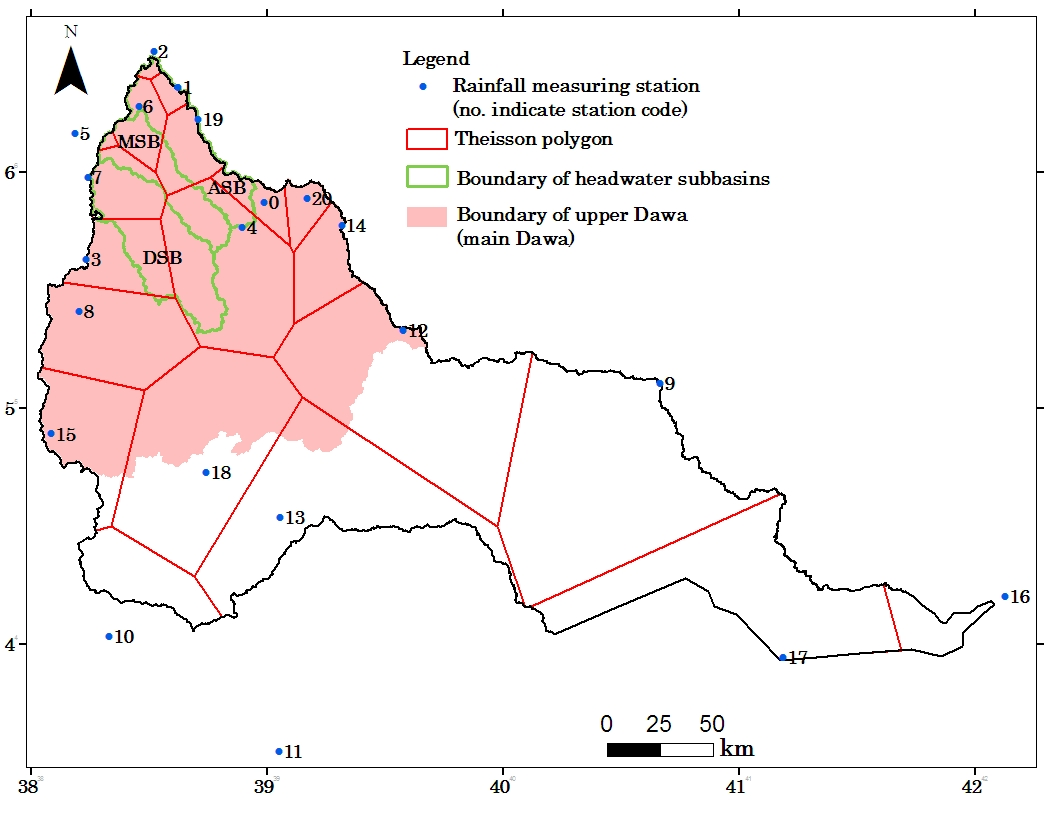 N
Legend
Rainfall measuring station
(no. indicate station code)
Theisson polygon
Boundary of headwater subbasins
Boundary of upper Dawa
(main Dawa)
2
1
6
19
5
MSB
6
7
ASB
0
20
4
14
3
DSB
8
12
9
5
15
18
13
16
10
4
17
11
0 25 50
km
38 39 40 41 42